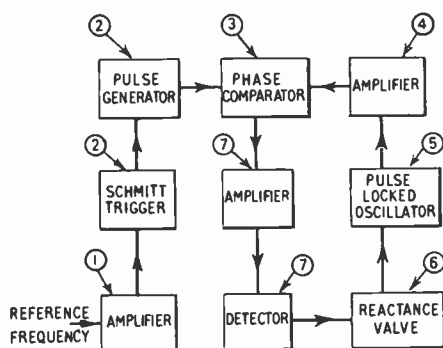 2
3
4
PULSE
GENERATOR
PHASE
COMPARATOR
AMPLIFIER
2
7
5
SCHMITT
TRIGGER
AMPLIFIER
PULSE
LOCKED
OSCILLATOR
1
7
6
REFERENCE
FREQUENCY
AMPLIFIER
DETECTOR
REACTANCE
VALVE